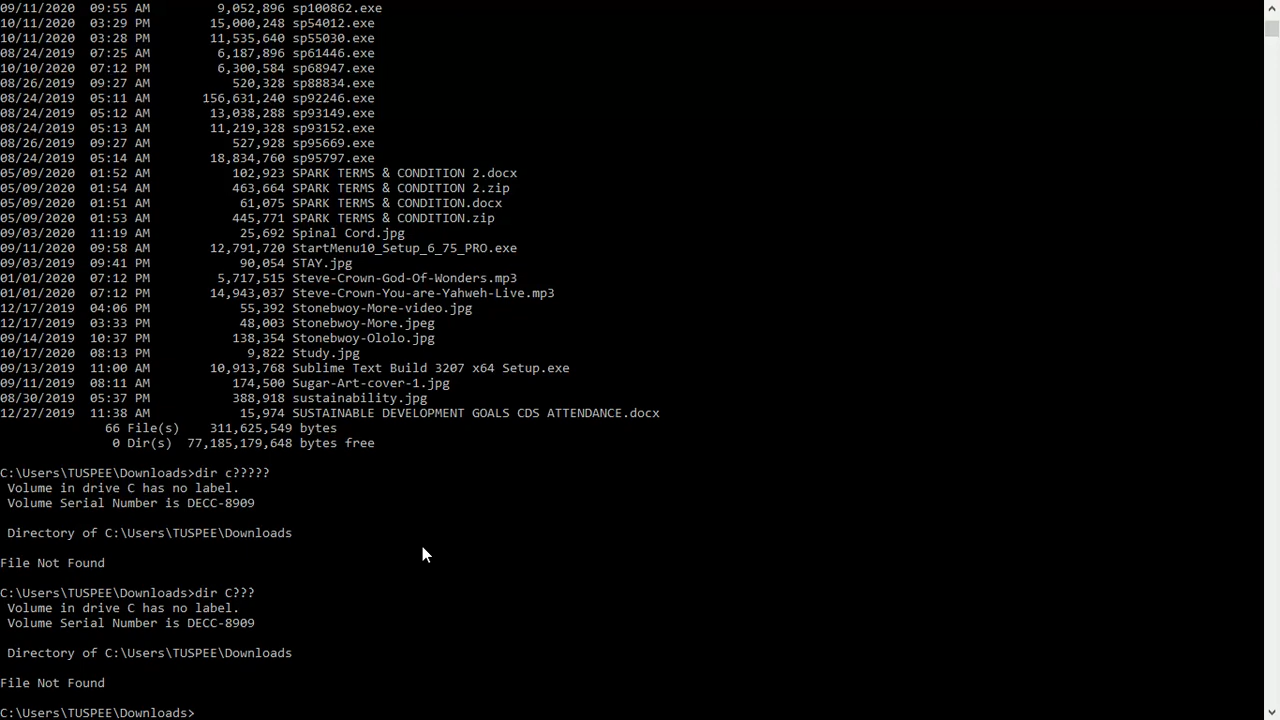 09/11/2020  09:55 AM         9,052,896 sp100862.exe
10/11/2019  03:29 PM        15,000,248 sp54012.exe
10/11/2019  03:28 PM        11,535,640 sp55030.exe
08/24/2019  07:25 AM         6,187,896 sp61446.exe
10/10/2020  07:12 PM         6,300,584 sp68947.exe
08/26/2019  09:27 AM           520,328 sp88834.exe
08/24/2019  05:11 AM       156,631,240 sp92246.exe
08/24/2019  05:12 AM        13,038,288 sp93149.exe
08/24/2019  05:13 AM        11,219,328 sp93152.exe
08/26/2019  09:27 AM           527,928 sp95669.exe
08/24/2019  05:14 AM        18,834,760 sp95797.exe
05/09/2020  01:52 AM           102,923 SPARK TERMS & CONDITION 2.docx
05/09/2020  01:54 AM           463,664 SPARK TERMS & CONDITION 2.zip
05/09/2020  01:51 AM            61,075 SPARK TERMS & CONDITION.docx
05/09/2020  01:53 AM           445,771 SPARK TERMS & CONDITION.zip
09/03/2020  11:19 AM            25,692 Spinal Cord.jpg
09/11/2020  09:58 AM        12,791,720 StartMenu10_Setup_6_75_PRO.exe
09/03/2020  09:41 PM            90,054 STAY.jpg
01/01/2020  07:12 PM         5,717,515 Steve-Crown-God-Of-Wonders.mp3
01/01/2020  07:12 PM        14,943,037 Steve-Crown-You-are-Yahweh-Live.mp3
12/17/2019  04:06 PM            55,392 Stonebwoy-More-video.jpg
12/17/2019  03:33 PM            48,003 Stonebwoy-More.jpeg
09/14/2019  10:37 PM           138,354 Stonebwoy-Ololo.jpg
10/17/2020  08:13 PM             9,822 Study.jpg
09/13/2019  11:00 AM        10,913,768 Sublime Text Build 3207 x64 Setup.exe
09/11/2019  08:11 AM           174,500 Sugar-Art-cover-1.jpg
08/30/2019  05:37 PM           388,918 sustainability.jpg
12/27/2019  11:38 AM            15,974 SUSTAINABLE DEVELOPMENT GOALS CDS ATTENDANCE.docx
66 File(s)    311,625,549 bytes
0 Dir(s)  77,185,179,648 bytes free
C:\Users\TUSPEE\Downloads>dir c?????
Volume in drive C has no label.
Volume Serial Number is DECC-8909
Directory of C:\Users\TUSPEE\Downloads
File Not Found
C:\Users\TUSPEE\Downloads>dir C???
Volume in drive C has no label.
Volume Serial Number is DECC-8909
Directory of C:\Users\TUSPEE\Downloads
File Not Found
C:\Users\TUSPEE\Downloads>